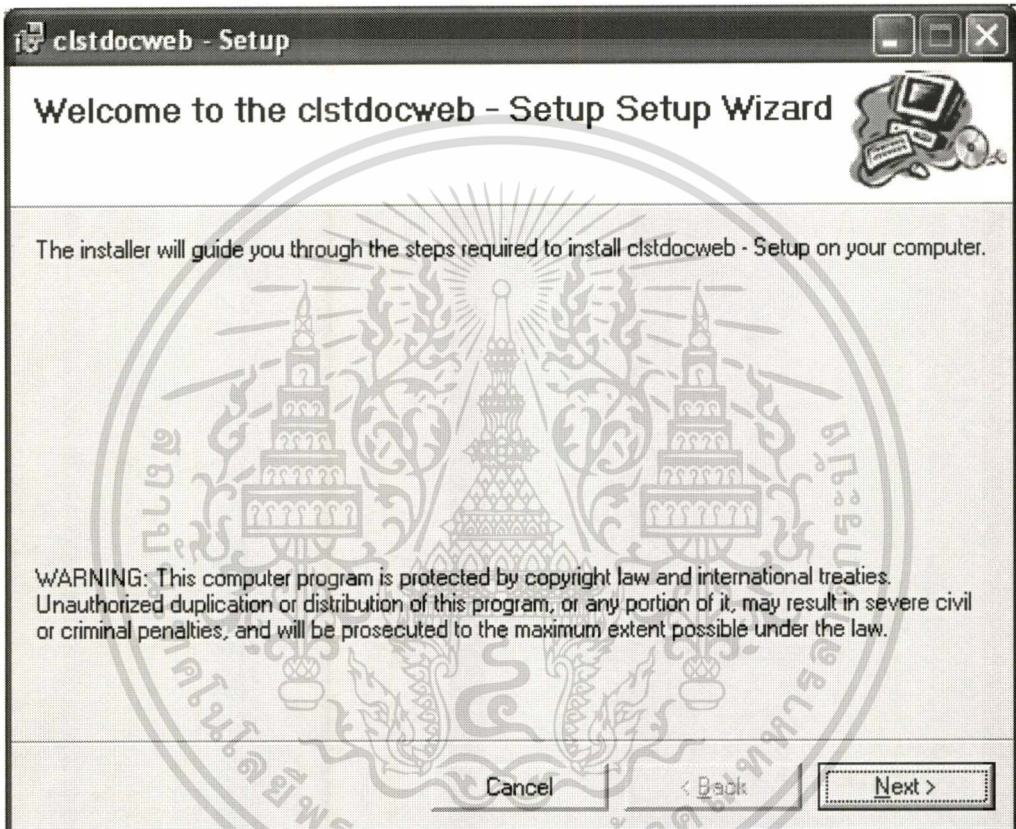 clstdocweb - Setup
Welcome to the clstdocweb - Setup Setup Wizard
The installer will guide you through the steps required to install clstdocweb - Setup on your computer.
WARNING: This computer program is protected by copyright law and international treaties.
Unauthorized duplication or distribution of this program, or any portion of it, may result in severe civil
or criminal penalties, and will be prosecuted to the maximum extent possible under the law.
Cancel
< Back
Next >